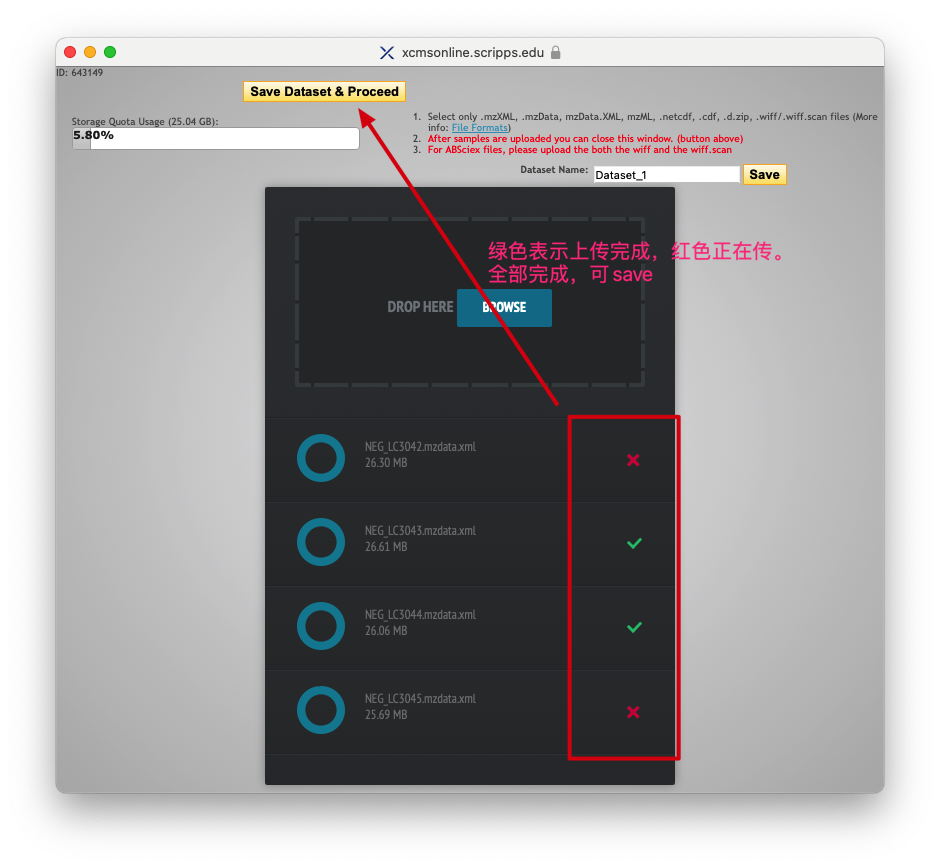 xcmsonline.scripps.edu
ID: 643149
Save Dataset & Proceed
Storage Quota Usage (25.04 GB):
5.80%
1. Select only .mzXML, .mzData, mzData.XML, mzML, .netcdf, .cdf, .d.zip, .wiff/.wiff.scan files (More
info: File Formats)
2. After samples are uploaded you can close this window. (button above)
3. For ABSciex files, please upload the both the wiff and the wiff.scan
Dataset Name: Dataset_1 Save
绿色表示上传完成，红色正在传。
全部完成，可 save
DROP HERE BROWSE
NEG_LC3042.mzdata.xml
26.30 MB
NEG_LC3043.mzdata.xml
26.61 MB
NEG_LC3044.mzdata.xml
26.06 MB
NEG_LC3045.mzdata.xml
25.69 MB